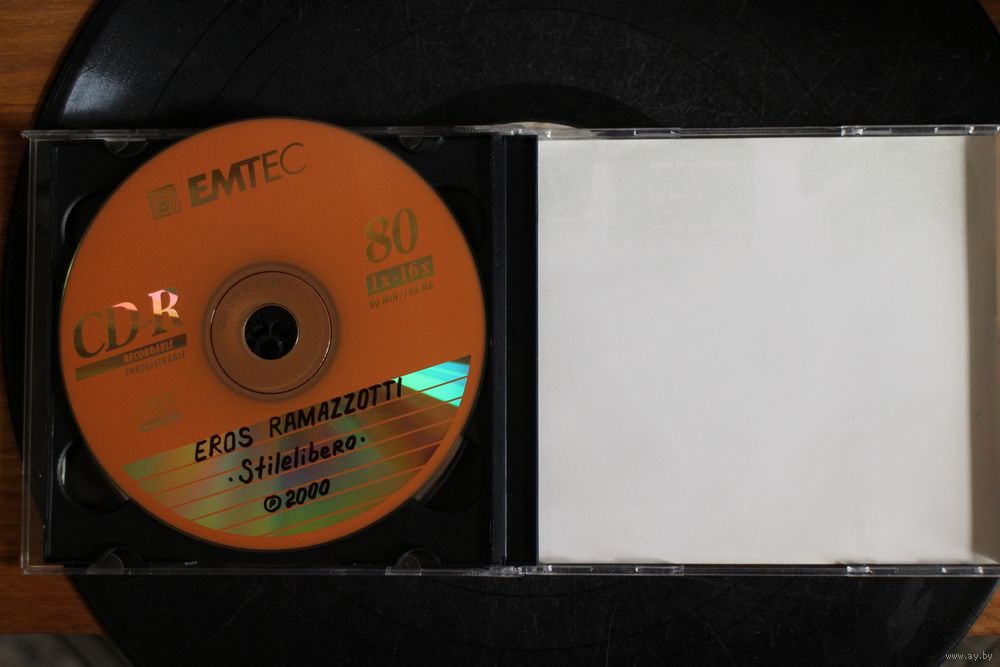 EMTEC
80
1x-16x
80 MIN/700 MB
CD-R
RECORDABLE
ENREGISTRABLE
EROS RAMAZZOTTI
·Stilelibero·
℗ 2000
www.ay.by